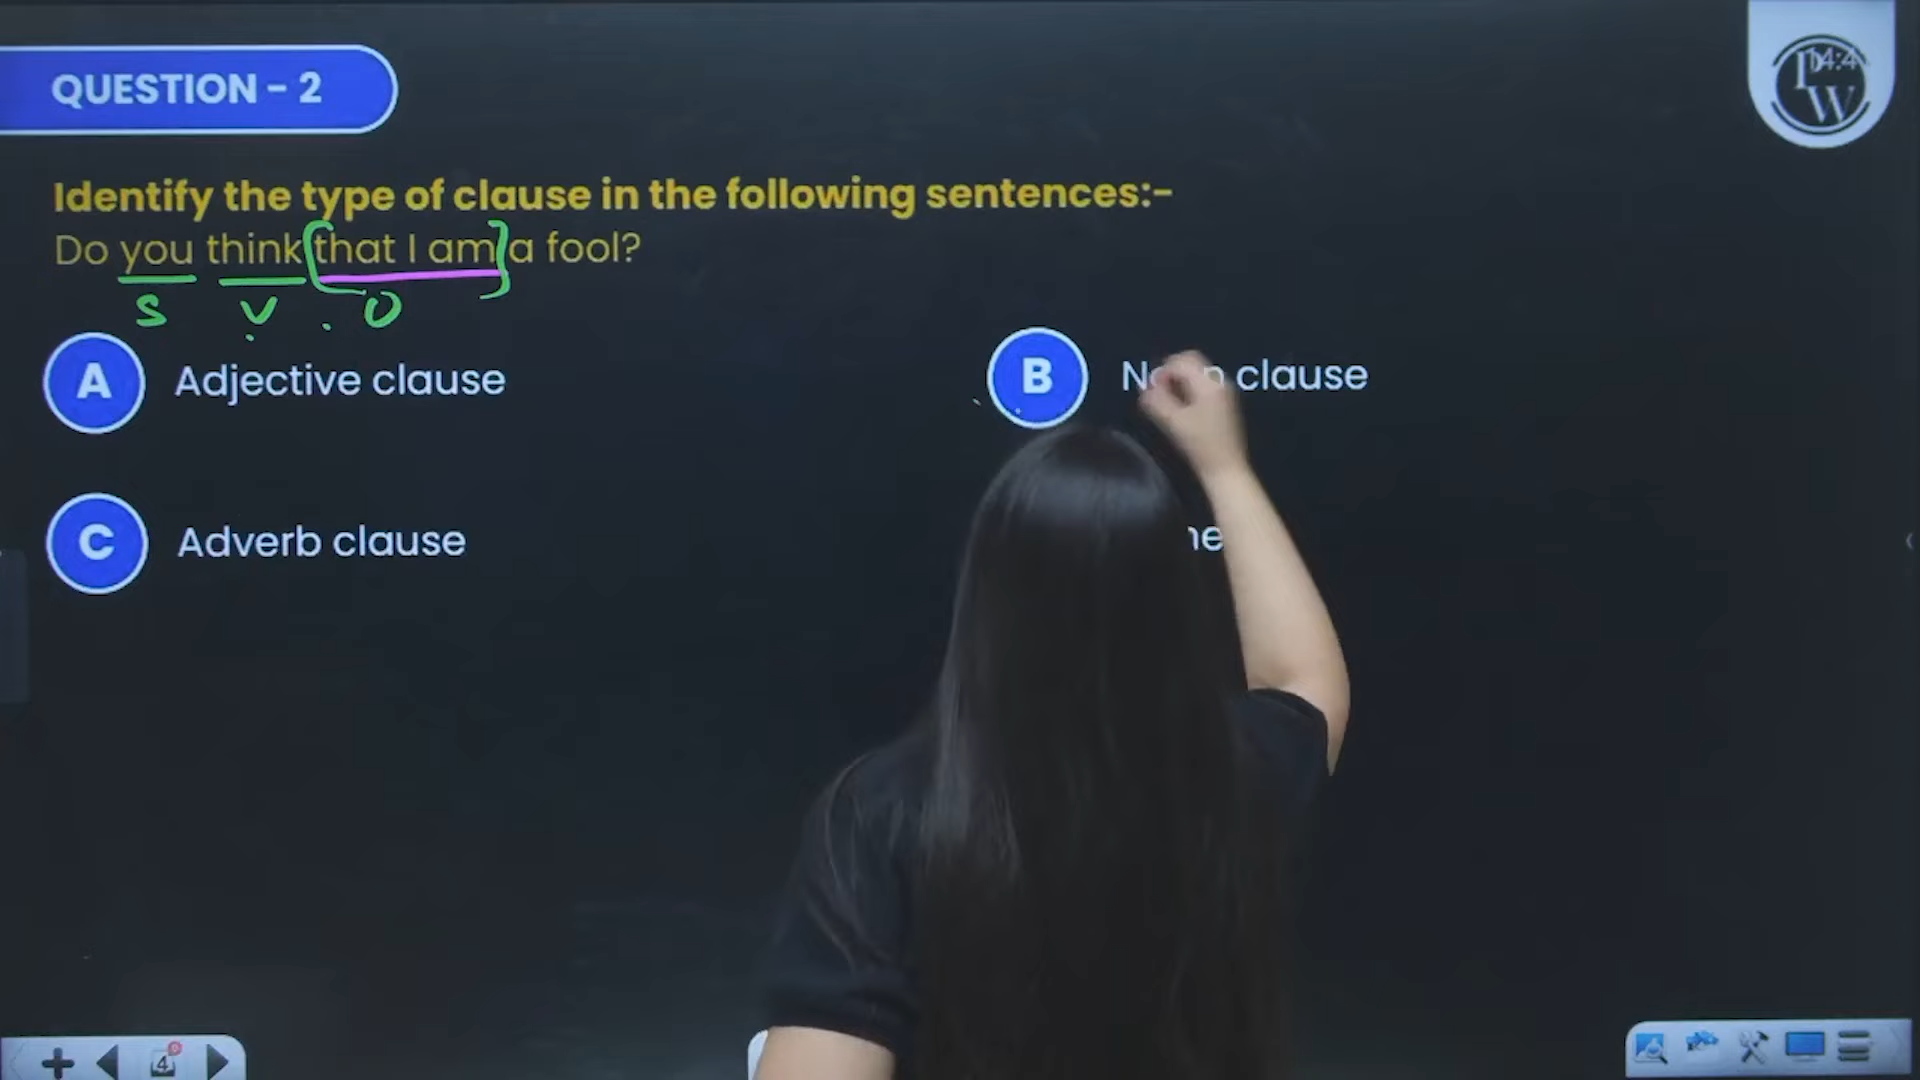 QUESTION - 2
Identify the type of clause in the following sentences:-
Do you think that I am a fool?
S V O
A Adjective clause
B clause
C Adverb clause
4